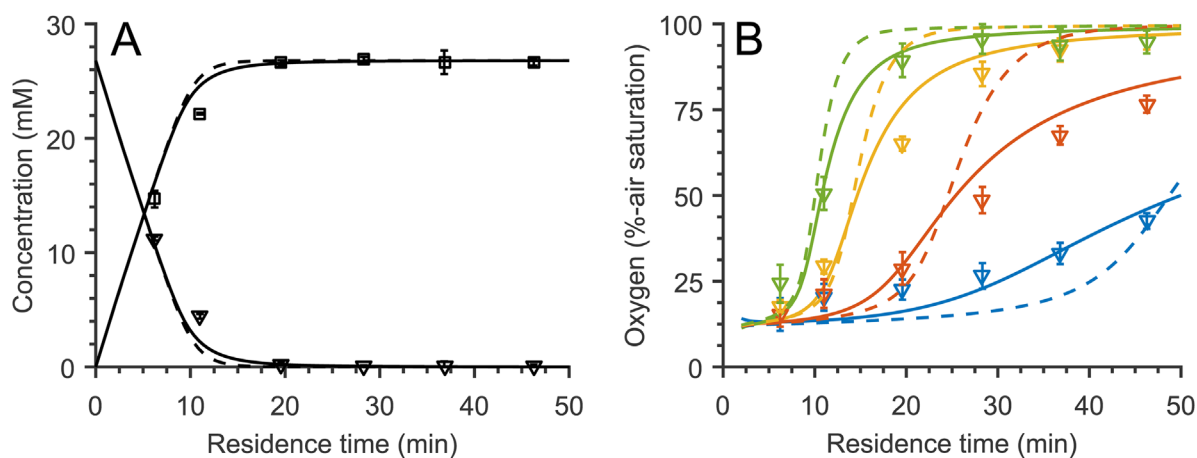 A
30
20
10
0
Concentration (mM)
0 10 20 30 40 50
Residence time (min)
B
100
75
50
25
0
Oxygen (%-air saturation)
0 10 20 30 40 50
Residence time (min)